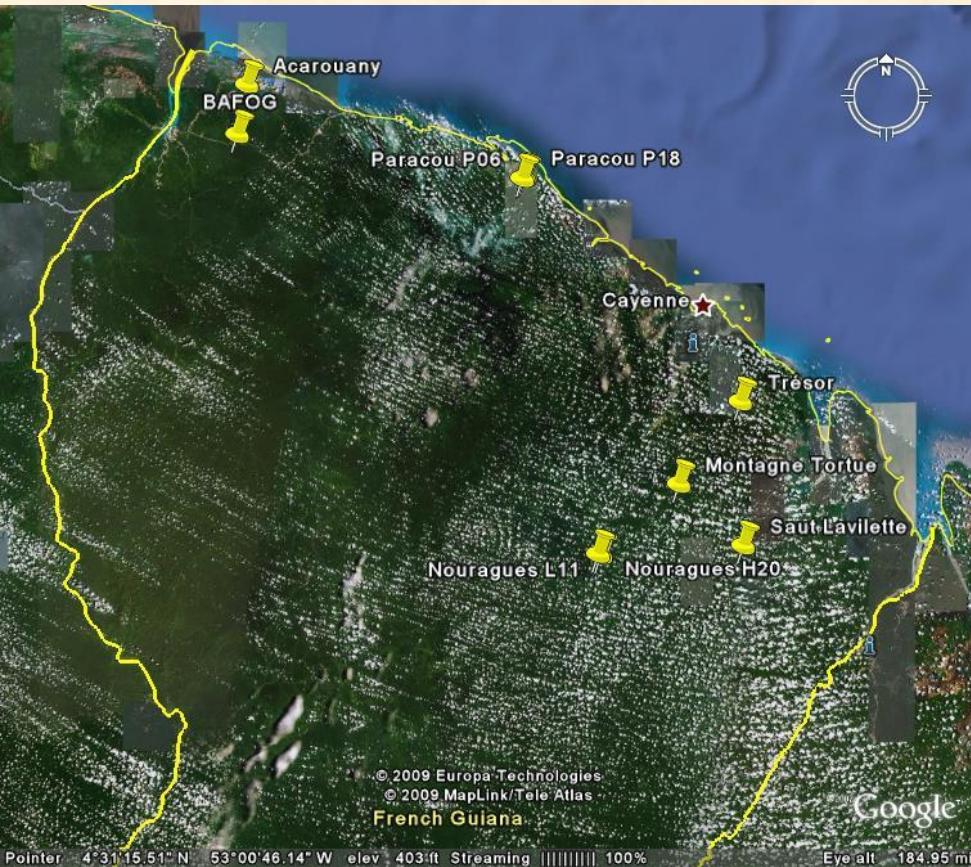 N
Acarouany
BAFOG
Paracou P06
Paracou P18
Cayenne
i
Trésor
Montagne Tortue
Saut Lavilette
Nouragues L11
Nouragues H20
i
© 2009 Europa Technologies
© 2009 MapLink/Tele Atlas
French Guiana
Google
Pointer 4°31'15.51" N 53°00'46.14" W elev 403 ft Streaming |||||||||| 100% Eye alt 184.95 m